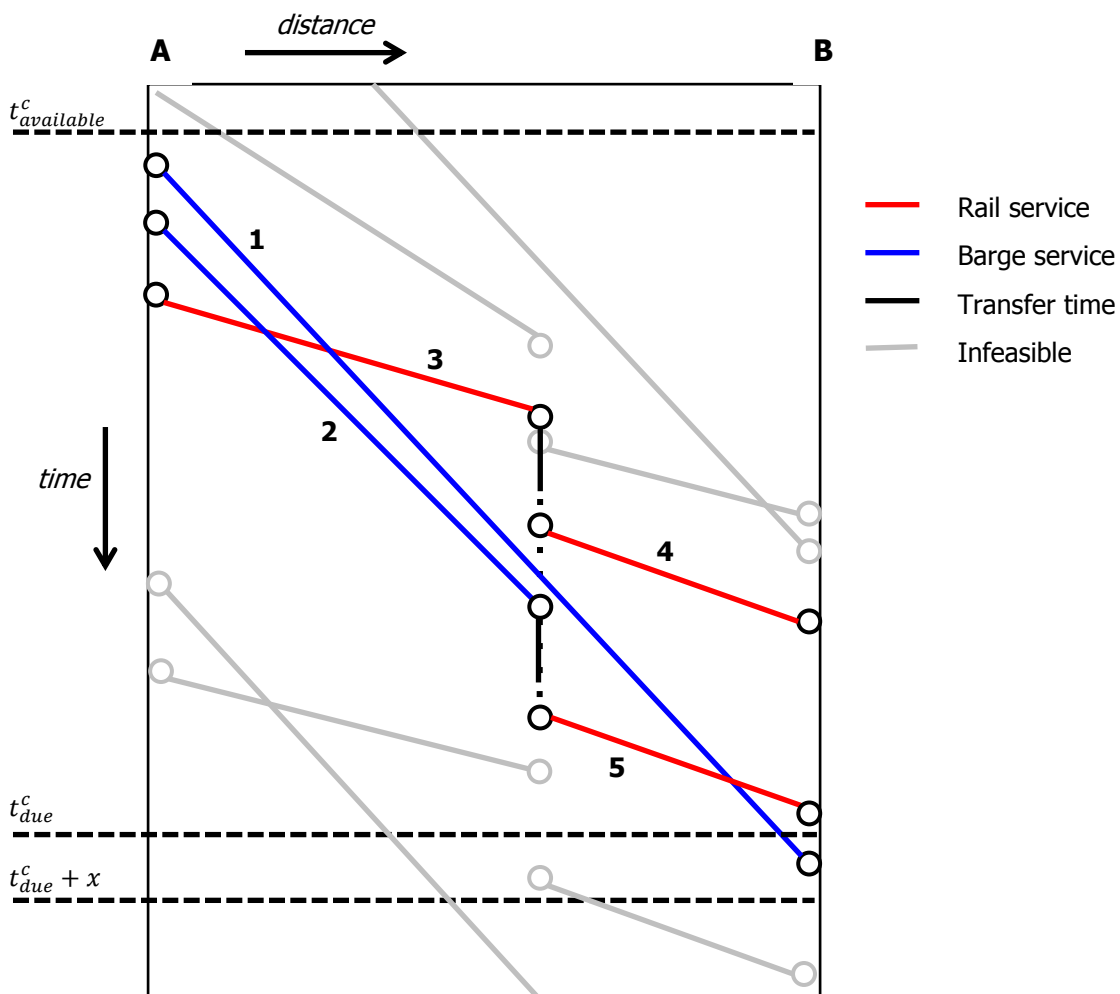 distance
A
B
t^c_available
1
Rail service
Barge service
Transfer time
Infeasible
3
2
time
4
5
t^c_due
t^c_due + x